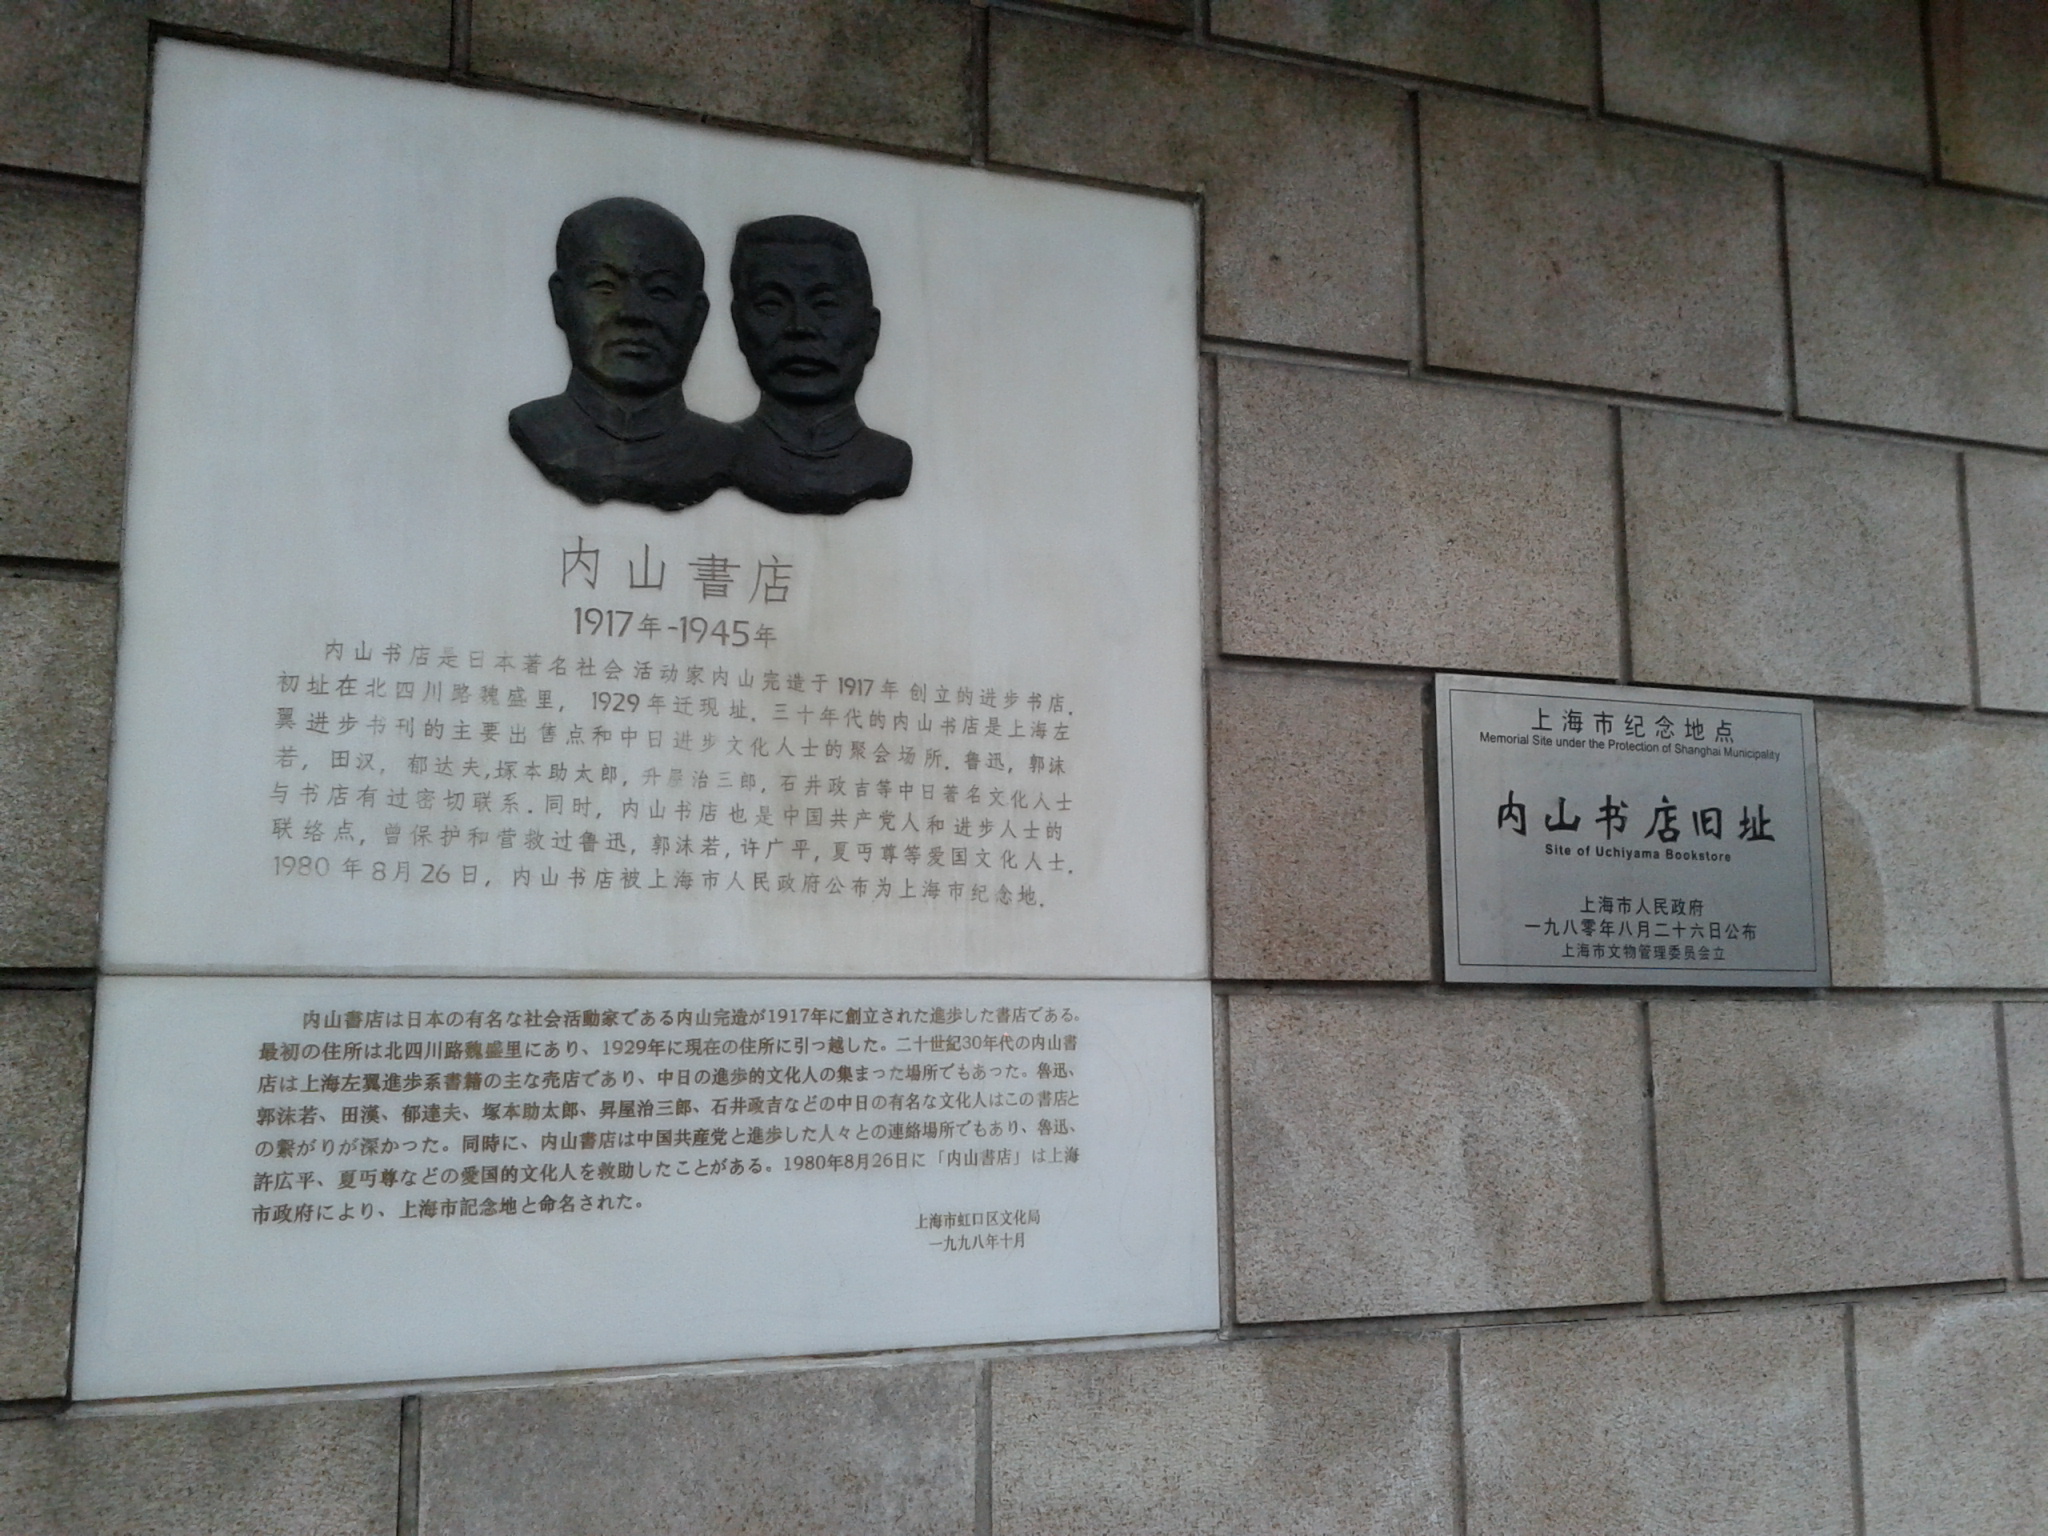 内山書店
1917年-1945年
内山书店是日本著名社会活动家内山完造于1917年创立的进步书店.
初址在北四川路魏盛里，1929年迁现址.三十年代的内山书店是上海左
翼进步书刊的主要出售点和中日进步文化人士的聚会场所.鲁迅，郭沫
若，田汉，郁达夫,塚本助太郎，升屋治三郎，石井政吉等中日著名文化人士
与书店有过密切联系.同时，内山书店也是中国共产党人和进步人士的
联络点，曾保护和营救过鲁迅，郭沫若，许广平，夏丏尊等爱国文化人士.
1980年8月26日，内山书店被上海市人民政府公布为上海市纪念地.
内山書店は日本の有名な社会活動家である内山完造が1917年に創立された進歩した書店である。
最初の住所は北四川路魏盛里にあり、1929年に現在の住所に引っ越した。二十世紀30年代の内山書
店は上海左翼進歩系書籍の主な売店であり、中日の進歩的文化人の集まった場所でもあった。魯迅、
郭沫若、田漢、郁達夫、塚本助太郎、昇屋治三郎、石井政吉などの中日の有名な文化人はこの書店と
の繋がりが深かった。同時に、内山書店は中国共産党と進歩した人々との連絡場所でもあり、魯迅、
許広平、夏丏尊などの愛国的文化人を救助したことがある。1980年8月26日に「内山書店」は上海
市政府により、上海市記念地と命名された。
上海市虹口区文化局
一九九八年十月
上海市纪念地点
Memorial Site under the Protection of Shanghai Municipality
内山书店旧址
Site of Uchiyama Bookstore
上海市人民政府
一九八零年八月二十六日公布
上海市文物管理委员会立